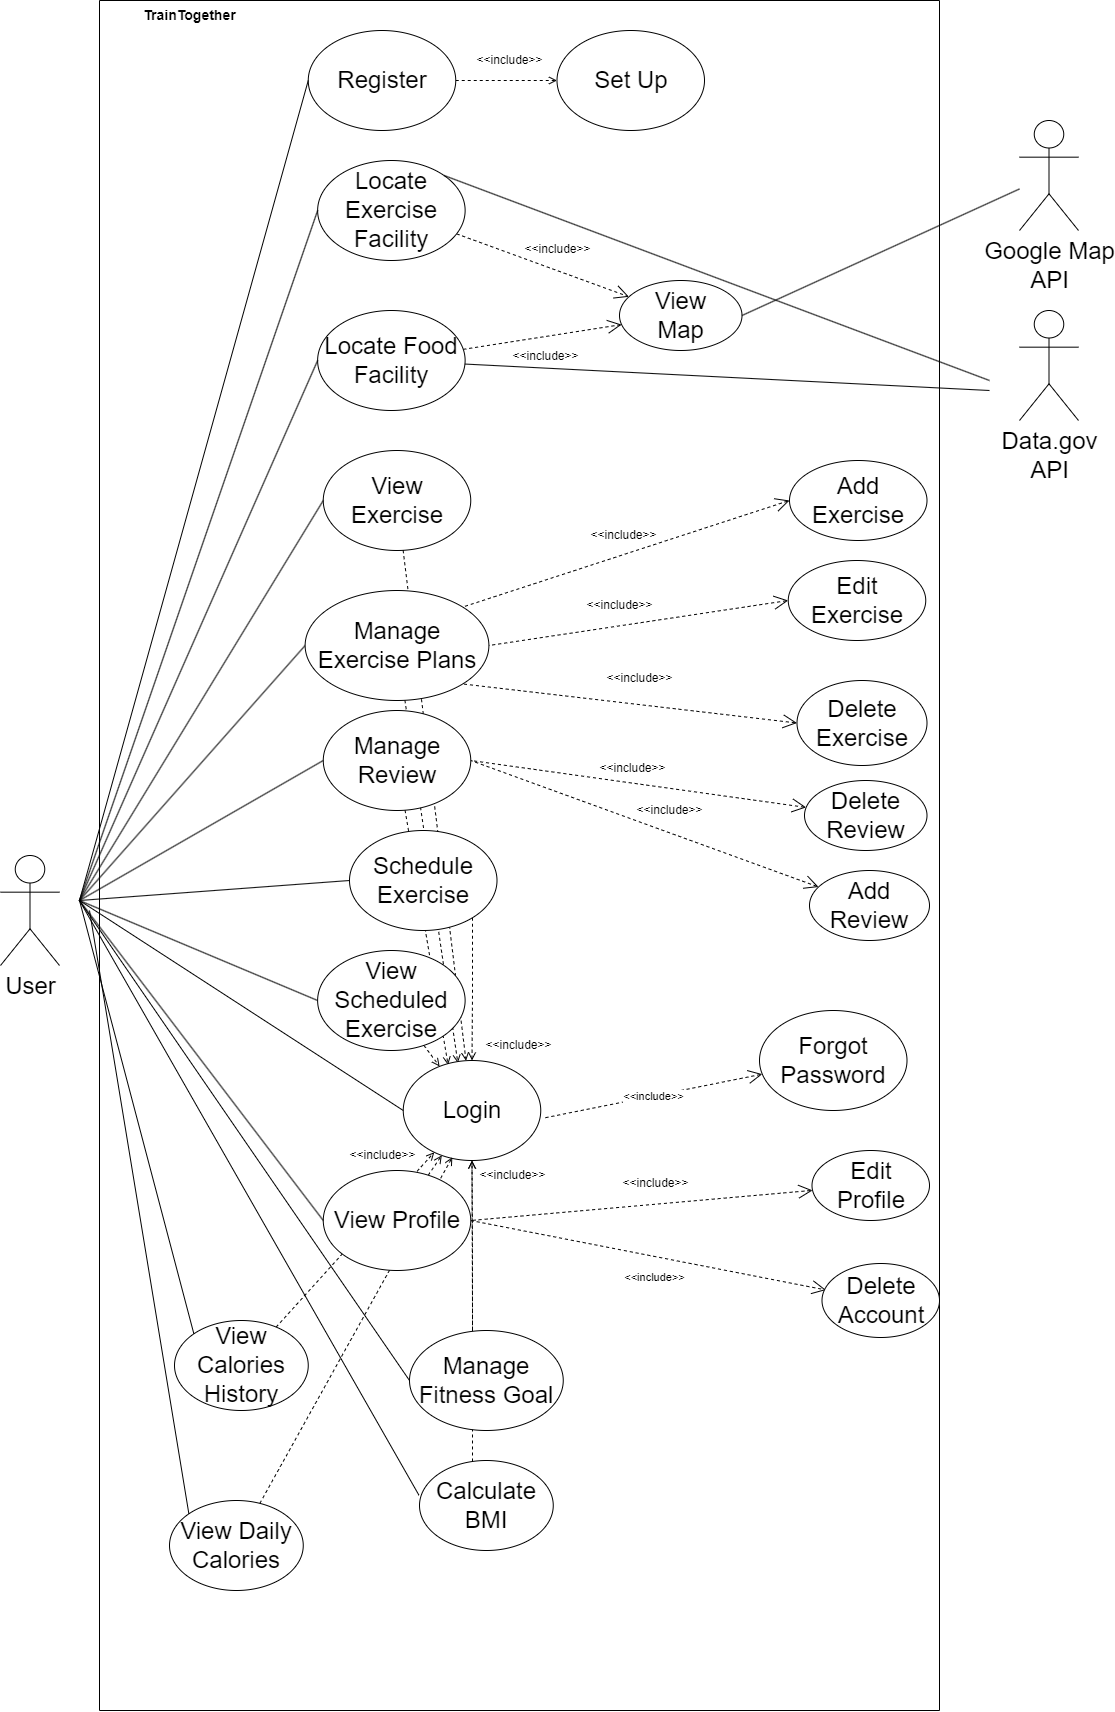 TrainTogether
Register
<<include>>
Set Up
Locate
Exercise
Facility
<<include>>
View
Map
Google Map
API
Locate Food
Facility
<<include>>
Data.gov
API
View
Exercise
Add
Exercise
<<include>>
Edit
Exercise
<<include>>
Manage
Exercise Plans
<<include>>
Delete
Exercise
Manage
Review
<<include>>
Delete
Review
<<include>>
Add
Review
Schedule
Exercise
User
View
Scheduled
Exercise
<<include>>
Forgot
Password
Login
<<include>>
<<include>>
<<include>>
View Profile
<<include>>
Edit
Profile
<<include>>
Delete
Account
View
Calories
History
Manage
Fitness Goal
Calculate
BMI
View Daily
Calories